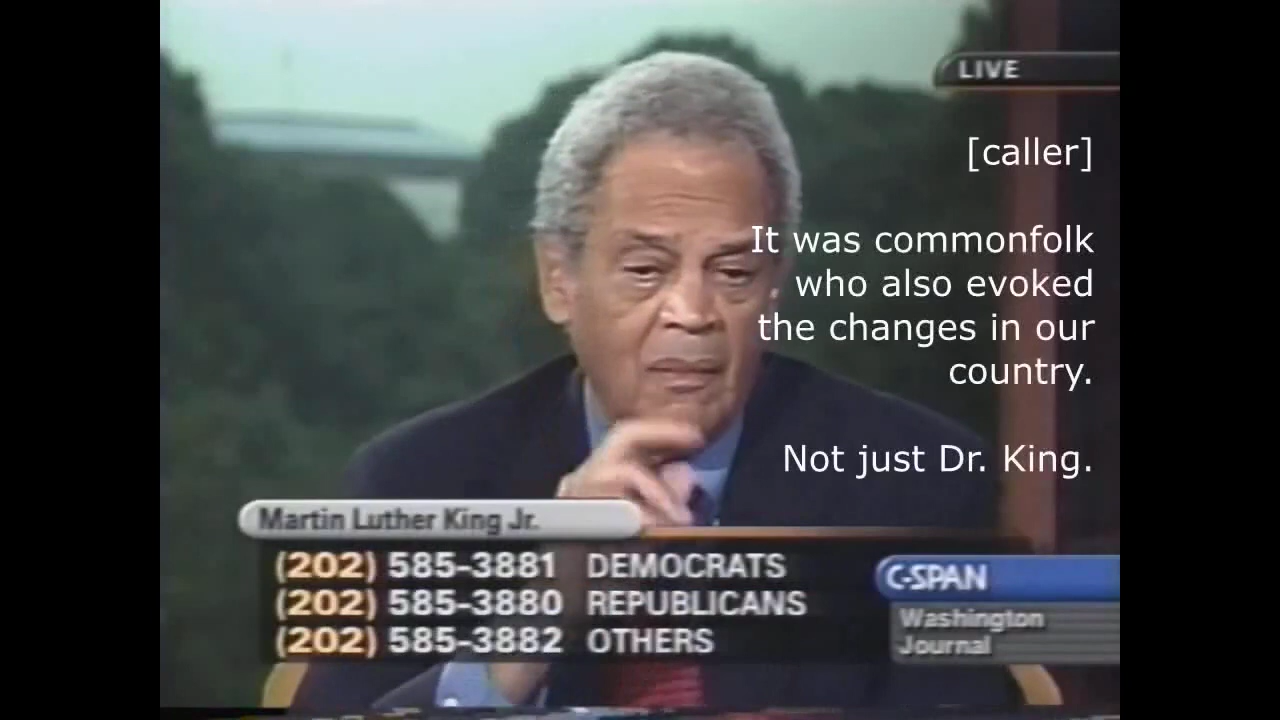 LIVE
[caller]
It was commonfolk
who also evoked
the changes in our
country.
Not just Dr. King.
Martin Luther King Jr.
(202) 585-3881 DEMOCRATS
(202) 585-3880 REPUBLICANS
(202) 585-3882 OTHERS
C-SPAN
Washington
Journal